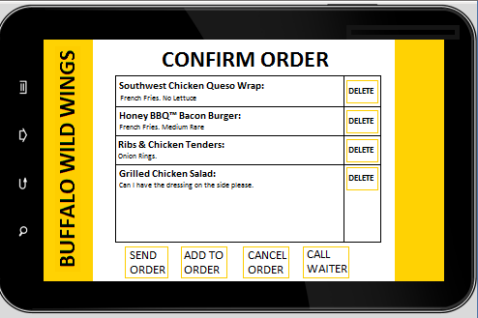 BUFFALO WILD WINGS
CONFIRM ORDER
Southwest Chicken Queso Wrap:
French Fries. No Lettuce
DELETE
Honey BBQ™ Bacon Burger:
French Fries. Medium Rare
DELETE
Ribs & Chicken Tenders:
Onion Rings.
DELETE
Grilled Chicken Salad:
Can I have the dressing on the side please.
DELETE
SEND ORDER
ADD TO ORDER
CANCEL ORDER
CALL WAITER